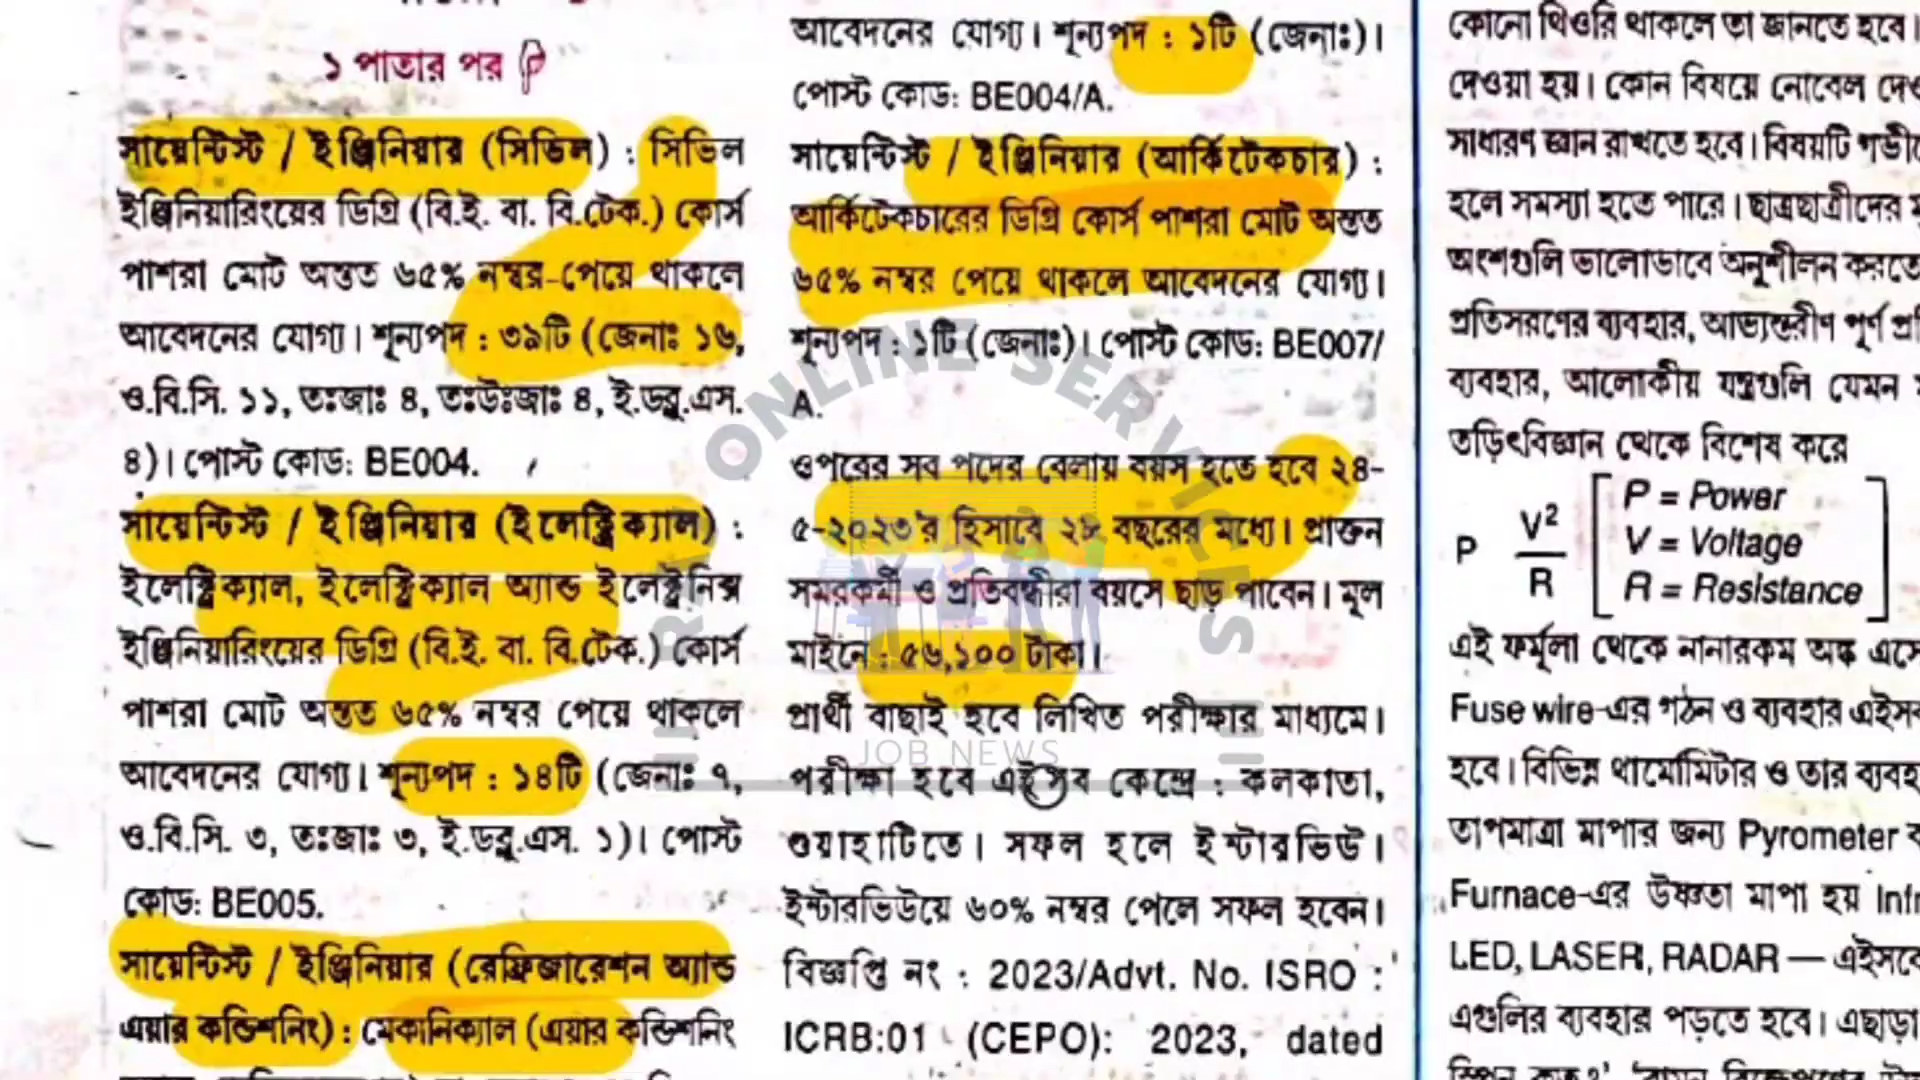 ১ পাতার পর
সায়েন্টিস্ট / ইঞ্জিনিয়ার (সিভিল) : সিভিল
ইঞ্জিনিয়ারিংয়ের ডিগ্রি (বি.ই. বা. বি.টেক.) কোর্স
পাশরা মোট অন্তত ৬৫% নম্বর-পেয়ে থাকলে
আবেদনের যোগ্য। শূন্যপদ : ৩৯টি (জেনাঃ ১৬,
ও.বি.সি. ১১, তঃজাঃ ৪, তঃউঃজাঃ ৪, ই.ডব্লু.এস.
৪)। পোস্ট কোড: BE004.
সায়েন্টিস্ট / ইঞ্জিনিয়ার (ইলেক্ট্রিক্যাল) :
ইলেক্ট্রিক্যাল, ইলেক্ট্রিক্যাল অ্যান্ড ইলেক্ট্রনিক্স
ইঞ্জিনিয়ারিংয়ের ডিগ্রি (বি.ই. বা. বি.টেক.) কোর্স
পাশরা মোট অন্তত ৬৫% নম্বর পেয়ে থাকলে
আবেদনের যোগ্য। শূন্যপদ : ১৪টি (জেনাঃ ৭,
ও.বি.সি. ৩, তঃজাঃ ৩, ই.ডব্লু.এস. ১)। পোস্ট
কোড: BE005.
সায়েন্টিস্ট / ইঞ্জিনিয়ার (রেফ্রিজারেশন অ্যান্ড
এয়ার কন্ডিশনিং) : মেকানিক্যাল (এয়ার কন্ডিশনিং
আবেদনের যোগ্য। শূন্যপদ : ১টি (জেনাঃ)।
পোস্ট কোড: BE004/A.
সায়েন্টিস্ট / ইঞ্জিনিয়ার (আর্কিটেকচার) :
আর্কিটেকচারের ডিগ্রি কোর্স পাশরা মোট অন্তত
৬৫% নম্বর পেয়ে থাকলে আবেদনের যোগ্য।
শূন্যপদ : ১টি (জেনাঃ)। পোস্ট কোড: BE007/
A.
ওপরের সব পদের বেলায় বয়স হতে হবে ২৪-
৫-২০২৩'র হিসাবে ২৮ বছরের মধ্যে। প্রাক্তন
সমরকর্মী ও প্রতিবন্ধীরা বয়সে ছাড় পাবেন। মূল
মাইনে : ৫৬,১০০ টাকা।
প্রার্থী বাছাই হবে লিখিত পরীক্ষার মাধ্যমে।
পরীক্ষা হবে এইসব কেন্দ্রে : কলকাতা,
গুয়াহাটিতে। সফল হলে ইন্টারভিউ।
ইন্টারভিউয়ে ৬০% নম্বর পেলে সফল হবেন।
বিজ্ঞপ্তি নং : 2023/Advt. No. ISRO :
ICRB:01 (CEPO): 2023, dated
কোনো থিওরি থাকলে তা জানতে হবে।
দেওয়া হয়। কোন বিষয়ে নোবেল
সাধারণ জ্ঞান রাখতে হবে। বিষয়টি
হলে সমস্যা হতে পারে। ছাত্রছাত্রীদের
অংশগুলি ভালোভাবে অনুশীলন করতে
প্রতিসরণের ব্যবহার, আভ্যন্তরীণ পূর্ণ
ব্যবহার, আলোকীয় যন্ত্রগুলি যেমন
তড়িৎবিজ্ঞান থেকে বিশেষ করে
P V²/R [P = Power
V = Voltage
R = Resistance]
এই ফর্মূলা থেকে নানারকম অঙ্ক
Fuse wire-এর গঠন ও ব্যবহার
হবে। বিভিন্ন থার্মোমিটার ও তার
তাপমাত্রা মাপার জন্য Pyrometer
Furnace-এর উষ্ণতা মাপা হয়
LED, LASER, RADAR — এইসবে
এগুলির ব্যবহার পড়তে হবে। এছাড়া
ONLINE SERVICES
JOB NEWS